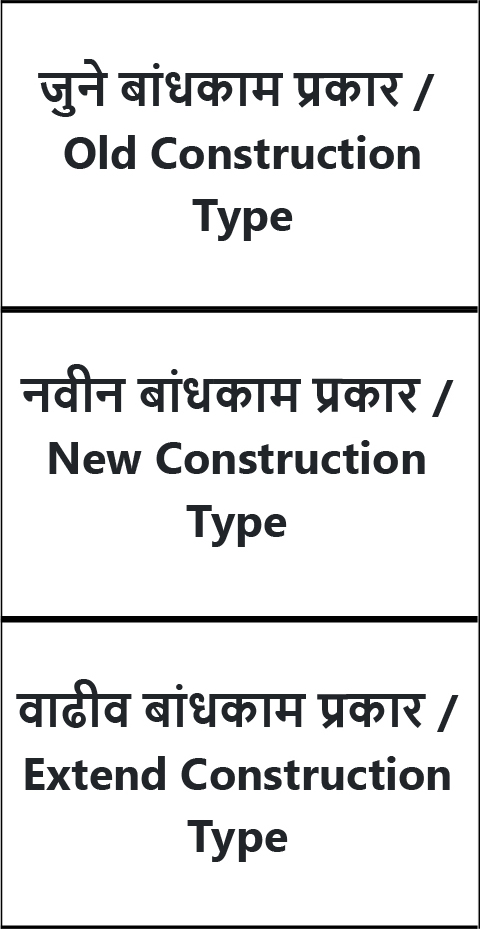 जुने बांधकाम प्रकार /
Old Construction
Type
नवीन बांधकाम प्रकार /
New Construction
Type
वाढीव बांधकाम प्रकार /
Extend Construction
Type